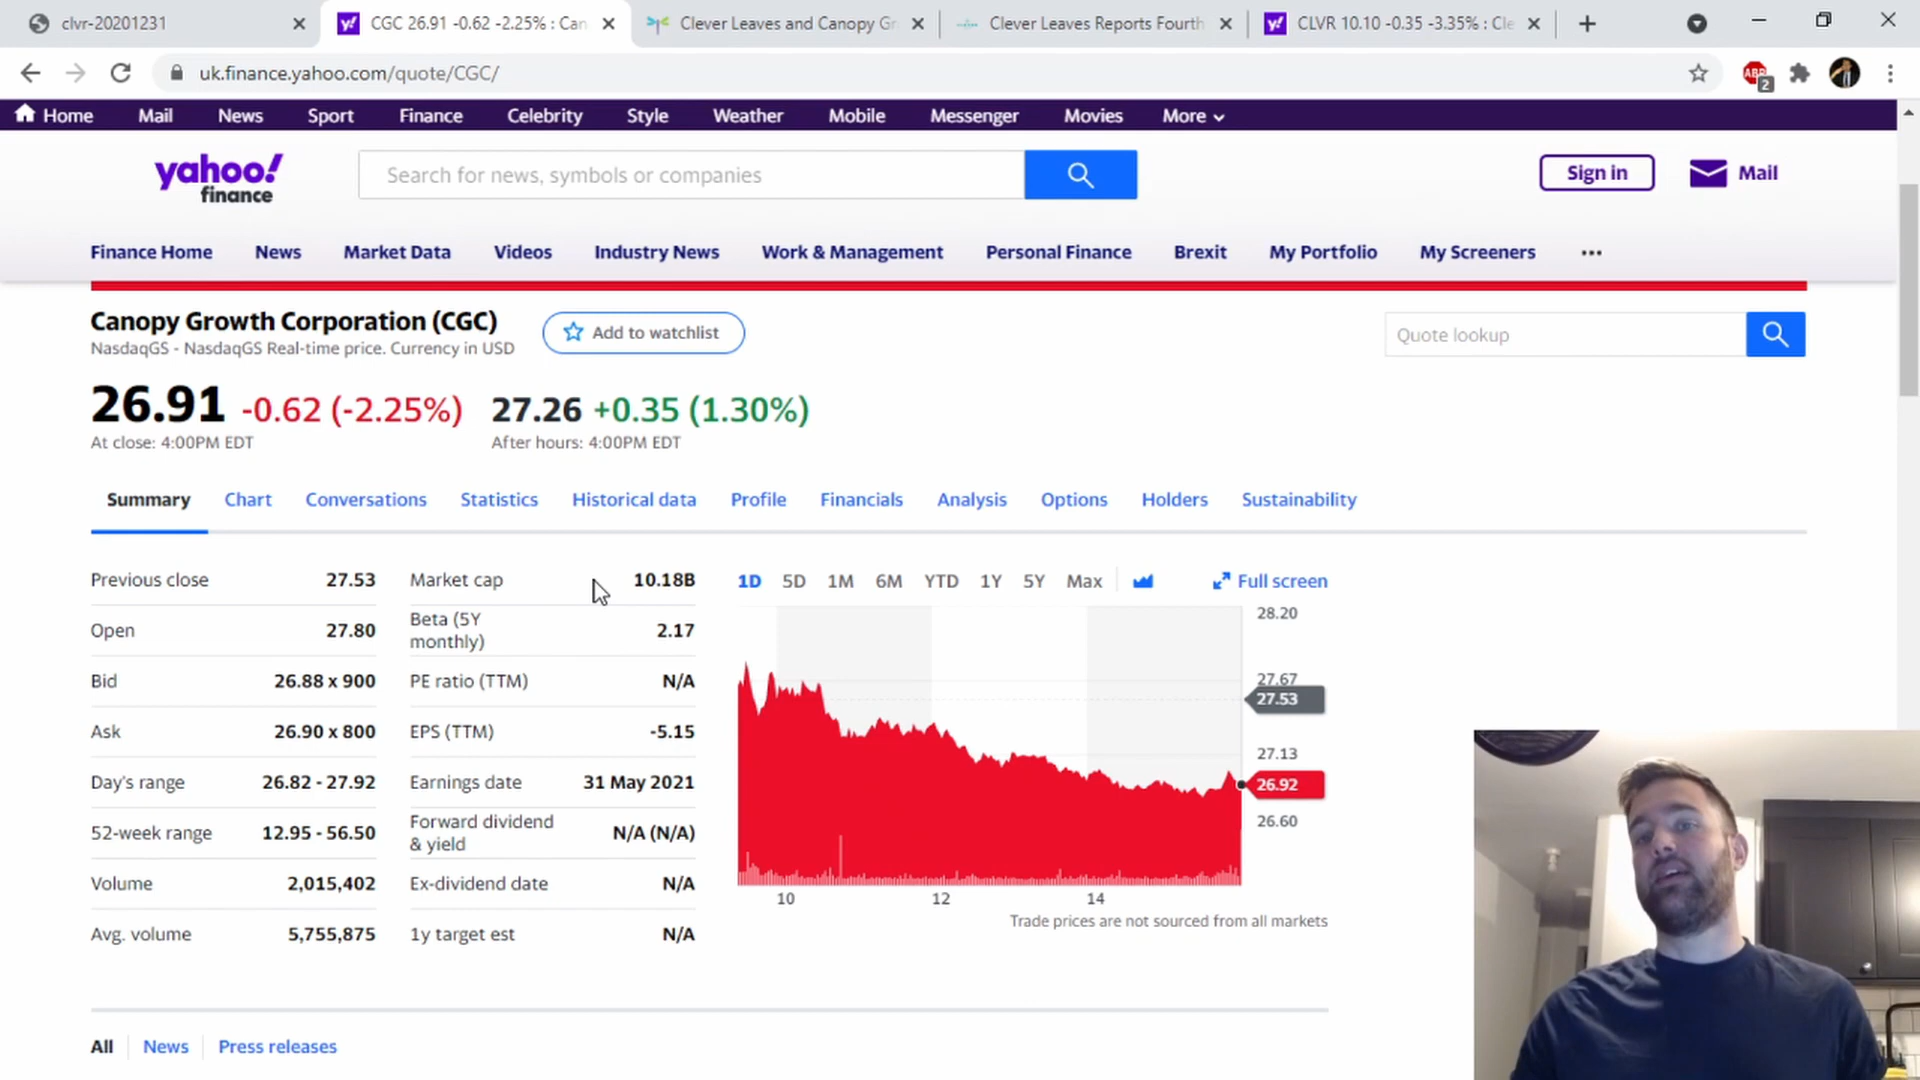 clvr-20201231
CGC 26.91 -0.62 -2.25% : Can
Clever Leaves and Canopy Gr
Clever Leaves Reports Fourth
CLVR 10.10 -0.35 -3.35% : Cle
uk.finance.yahoo.com/quote/CGC/
ABP
2
Home Mail News Sport Finance Celebrity Style Weather Mobile Messenger Movies More
yahoo!
finance
Search for news, symbols or companies
Sign in
Mail
Finance Home News Market Data Videos Industry News Work & Management Personal Finance Brexit My Portfolio My Screeners
Canopy Growth Corporation (CGC)
NasdaqGS - NasdaqGS Real-time price. Currency in USD
Add to watchlist
Quote lookup
26.91 -0.62 (-2.25%) 27.26 +0.35 (1.30%)
At close: 4:00PM EDT
After hours: 4:00PM EDT
Summary Chart Conversations Statistics Historical data Profile Financials Analysis Options Holders Sustainability
Previous close 27.53
Open 27.80
Bid 26.88 x 900
Ask 26.90 x 800
Day's range 26.82 - 27.92
52-week range 12.95 - 56.50
Volume 2,015,402
Avg. volume 5,755,875
Market cap 10.18B
Beta (5Y
monthly) 2.17
PE ratio (TTM) N/A
EPS (TTM) -5.15
Earnings date 31 May 2021
Forward dividend
& yield N/A (N/A)
Ex-dividend date N/A
1y target est N/A
1D 5D 1M 6M YTD 1Y 5Y Max
Full screen
28.20
27.67
27.53
27.13
26.92
26.60
10 12 14
Trade prices are not sourced from all markets
All News Press releases